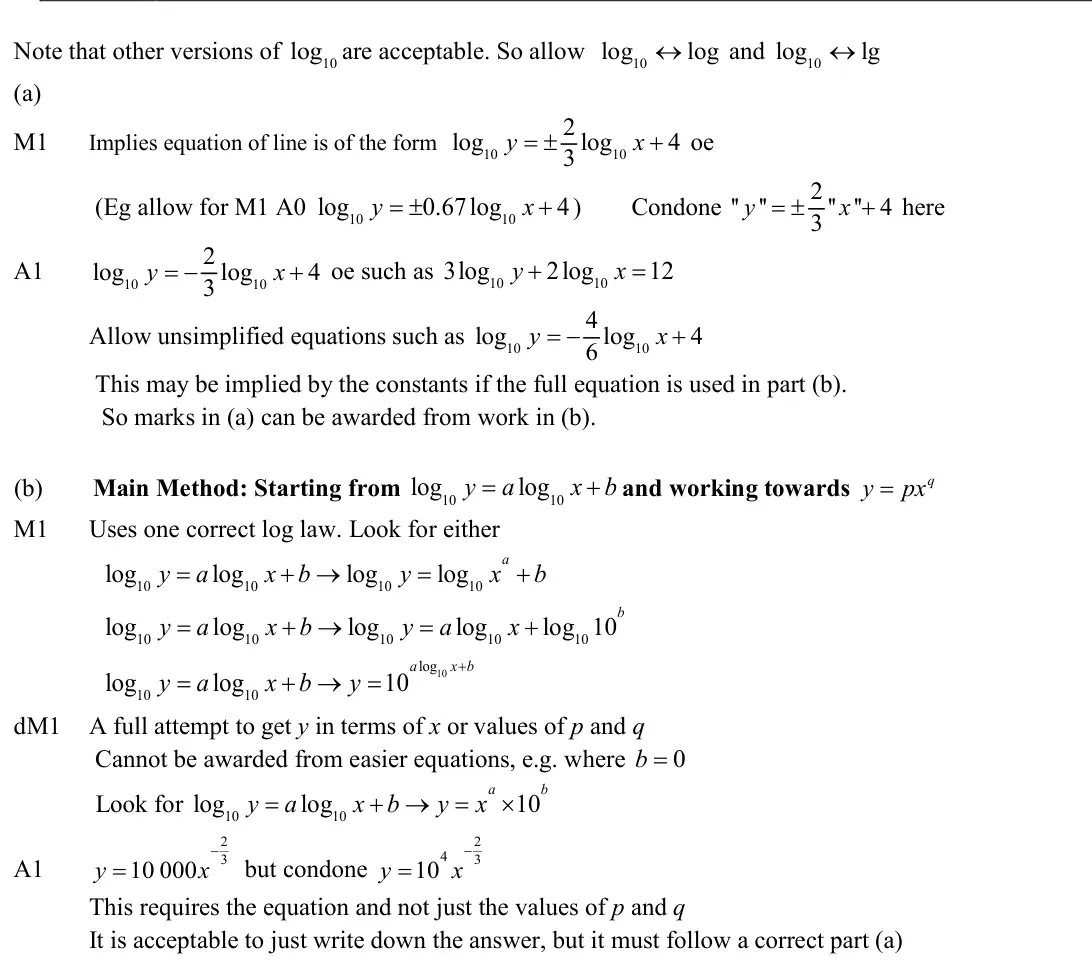 Note that other versions of log₁₀ are acceptable. So allow log₁₀ ↔ log and log₁₀ ↔ lg
(a)
M1 Implies equation of line is of the form log₁₀ y = ± 2/3 log₁₀ x + 4 oe
(Eg allow for M1 A0 log₁₀ y = ±0.67 log₁₀ x + 4) Condone "y" = ± 2/3 "x" + 4 here
A1 log₁₀ y = − 2/3 log₁₀ x + 4 oe such as 3 log₁₀ y + 2 log₁₀ x = 12
Allow unsimplified equations such as log₁₀ y = − 4/6 log₁₀ x + 4
This may be implied by the constants if the full equation is used in part (b).
So marks in (a) can be awarded from work in (b).
(b) Main Method: Starting from log₁₀ y = a log₁₀ x + b and working towards y = px^q
M1 Uses one correct log law. Look for either
log₁₀ y = a log₁₀ x + b → log₁₀ y = log₁₀ x^a + b
log₁₀ y = a log₁₀ x + b → log₁₀ y = a log₁₀ x + log₁₀ 10^b
log₁₀ y = a log₁₀ x + b → y = 10^(a log₁₀ x + b)
dM1 A full attempt to get y in terms of x or values of p and q
Cannot be awarded from easier equations, e.g. where b = 0
Look for log₁₀ y = a log₁₀ x + b → y = x^a × 10^b
A1 y = 10 000x^(−2/3) but condone y = 10^4 x^(−2/3)
This requires the equation and not just the values of p and q
It is acceptable to just write down the answer, but it must follow a correct part (a)